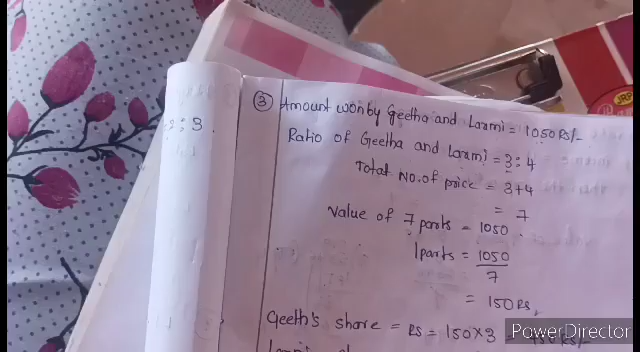 : 3
③ Amount won by Geetha and Laxmi = 1050 Rs/-
Ratio of Geetha and Laxmi = 3:4
Total No. of price = 3+4
= 7
Value of 7 parts = 1050
1 parts = 1050
7
= 150 Rs,
Geeth's share = RS = 150×3 =
PowerDirector